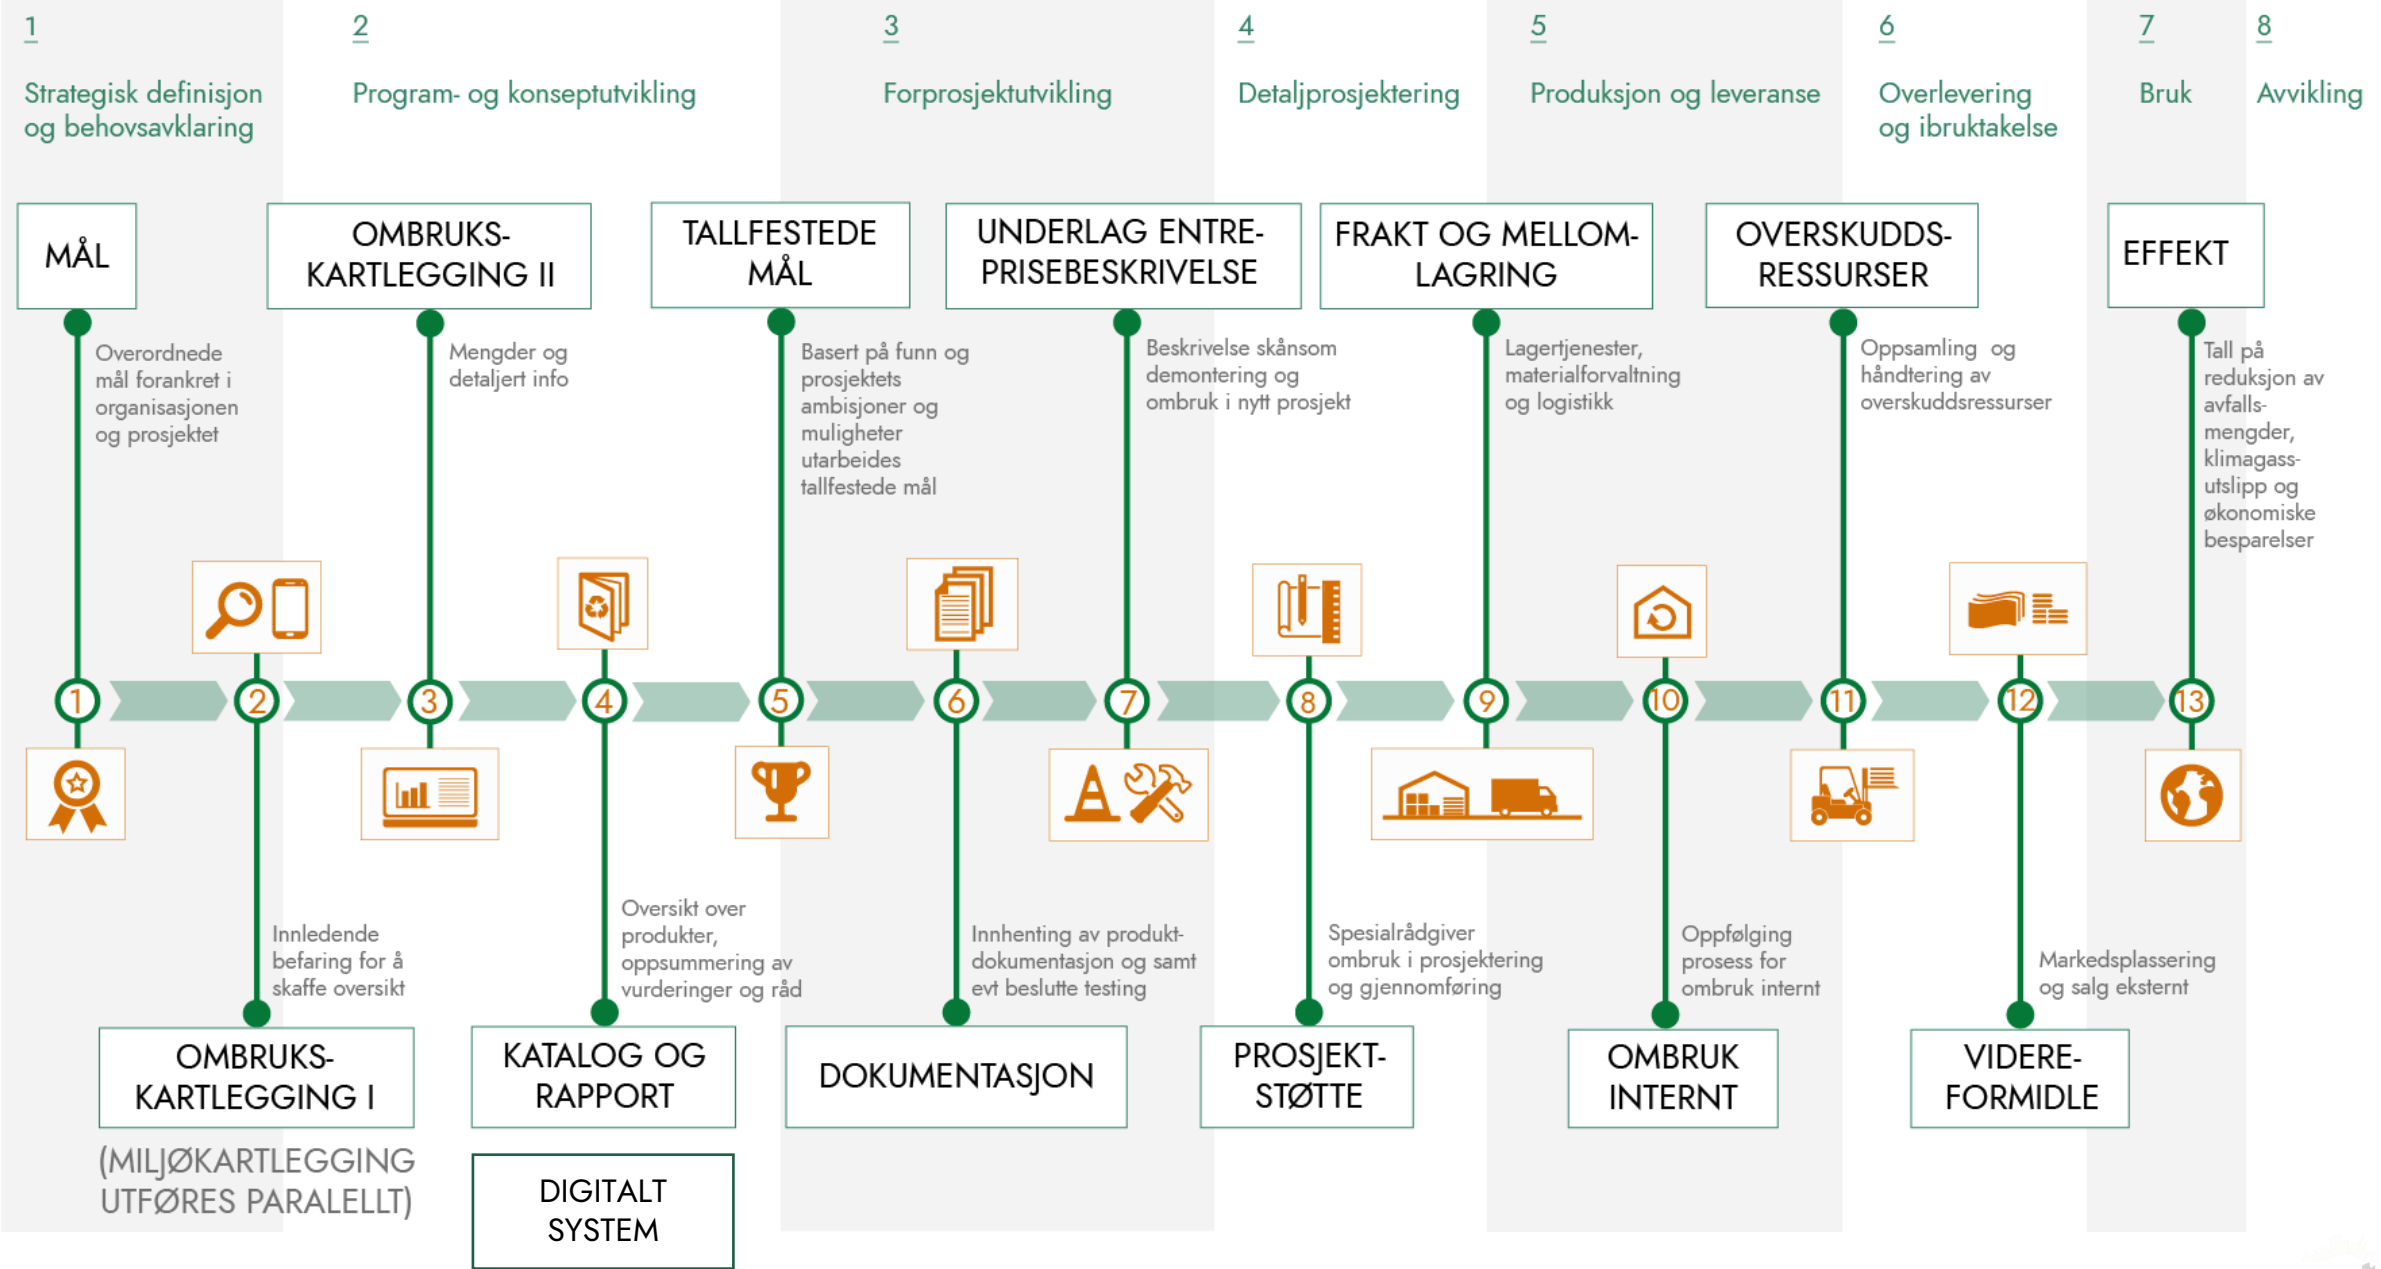 1
Strategisk definisjon
og behovsavklaring
2
Program- og konseptutvikling
3
Forprosjektutvikling
4
Detaljprosjektering
5
Produksjon og leveranse
6
Overlevering
og ibruktakelse
7
Bruk
8
Avvikling
MÅL
Overordnede
mål forankret i
organisasjonen
og prosjektet
OMBRUKS-
KARTLEGGING II
Mengder og
detaljert info
TALLFESTEDE
MÅL
Basert på funn og
prosjektets
ambisjoner og
muligheter
utarbeides
tallfestede mål
UNDERLAG ENTRE-
PRISEBESKRIVELSE
Beskrivelse skånsom
demontering og
ombruk i nytt prosjekt
FRAKT OG MELLOM-
LAGRING
Lagertjenester,
materialforvaltning
og logistikk
OVERSKUDDS-
RESSURSER
Oppsamling og
håndtering av
overskuddsressurser
EFFEKT
Tall på
reduksjon av
avfalls-
mengder,
klimagass-
utslipp og
økonomiske
besparelser
1
2
3
4
5
6
7
8
9
10
11
12
13
Innledende
befaring for å
skaffe oversikt
OMBRUKS-
KARTLEGGING I
(MILJØKARTLEGGING
UTFØRES PARALELLT)
Oversikt over
produkter,
oppsummering av
vurderinger og råd
KATALOG OG
RAPPORT
DIGITALT
SYSTEM
Innhenting av produkt-
dokumentasjon og samt
evt beslutte testing
DOKUMENTASJON
Spesialrådgiver
ombruk i prosjektering
og gjennomføring
PROSJEKT-
STØTTE
Oppfølging
prosess for
ombruk internt
OMBRUK
INTERNT
Markedsplassering
og salg eksternt
VIDERE-
FORMIDLE